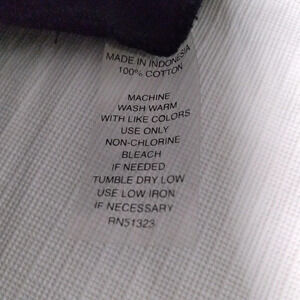 MADE IN INDONESIA
100% COTTON
MACHINE
WASH WARM
WITH LIKE COLORS
USE ONLY
NON-CHLORINE
BLEACH
IF NEEDED
TUMBLE DRY LOW
USE LOW IRON
IF NECESSARY
RN51323